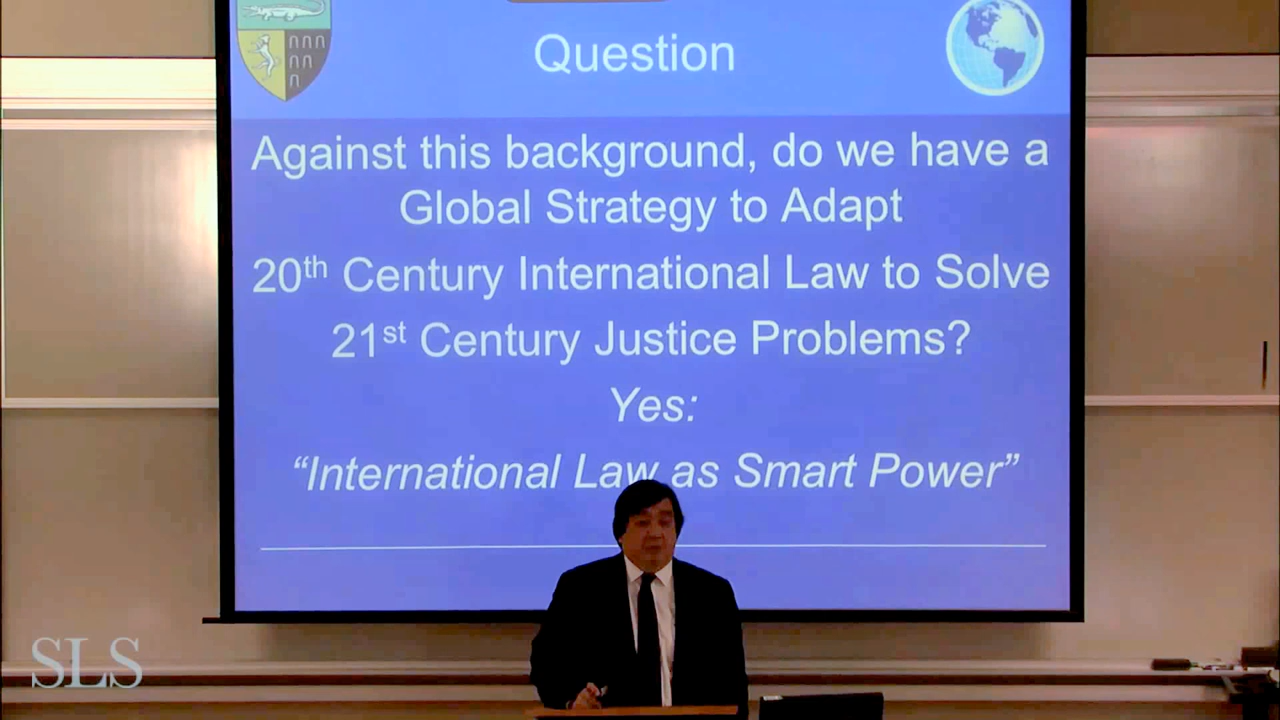 Question
Against this background, do we have a
Global Strategy to Adapt
20th Century International Law to Solve
21st Century Justice Problems?
Yes:
“International Law as Smart Power”
SLS